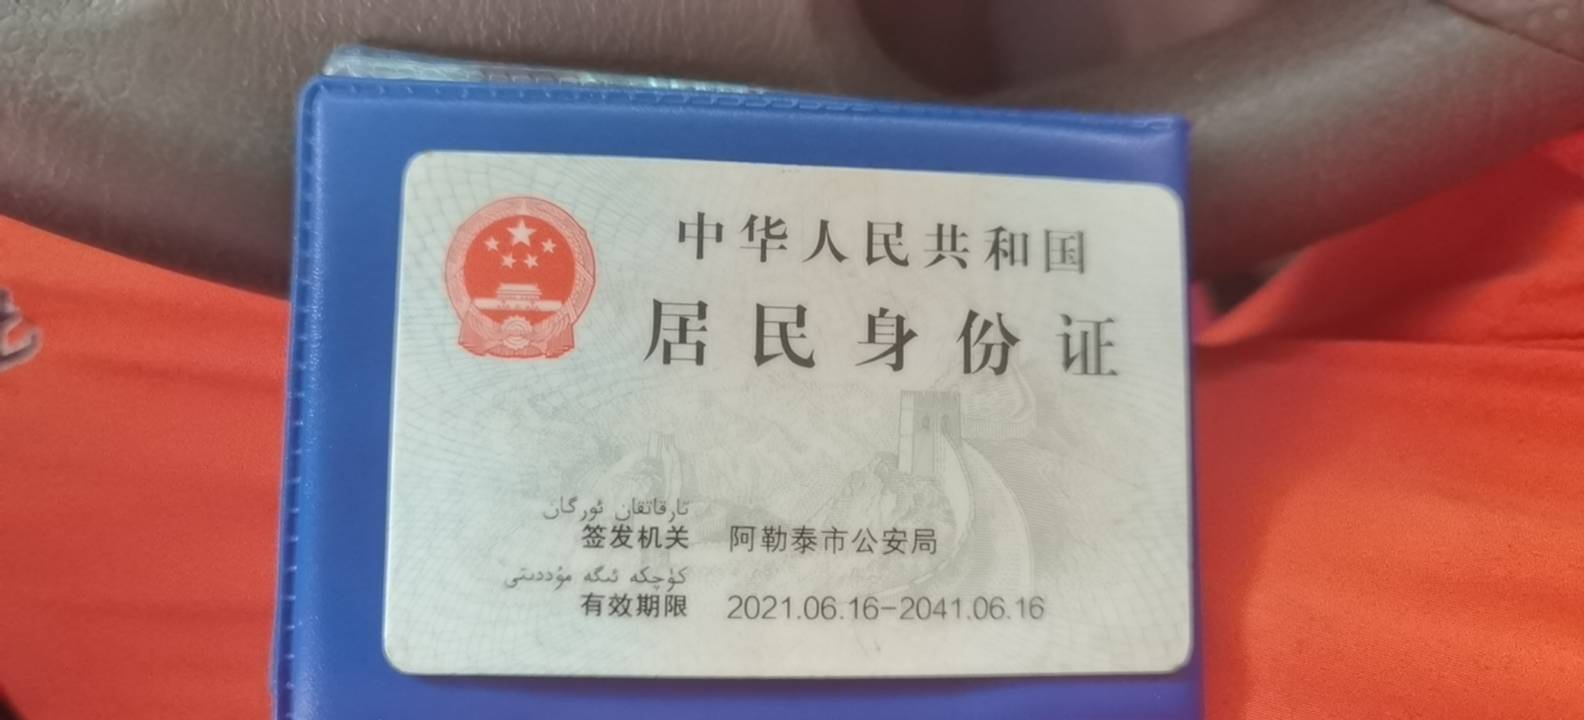 中华人民共和国
居民身份证
تارقاتقان ئورگان
签发机关 阿勒泰市公安局
كۈچكە ئىگە مۇددىتى
有效期限 2021.06.16-2041.06.16